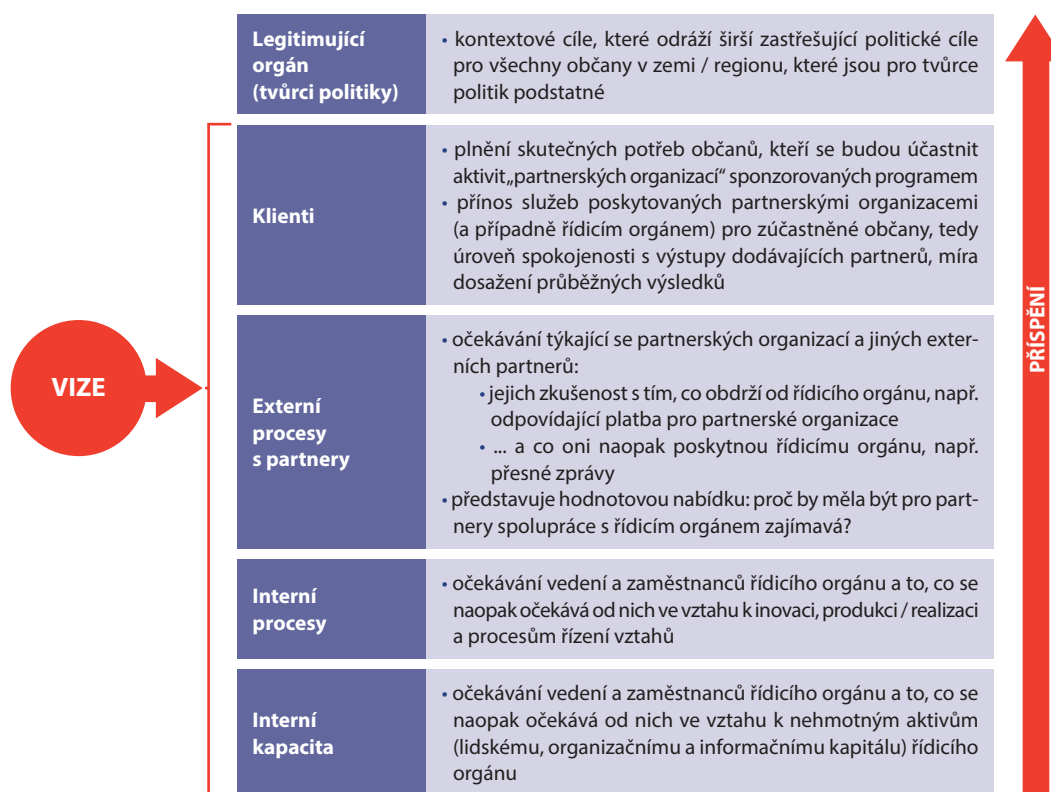 Legitimující
orgán
(tvůrci politiky)
• kontextové cíle, které odráží širší zastřešující politické cíle
pro všechny občany v zemi / regionu, které jsou pro tvůrce
politik podstatné
Klienti
• plnění skutečných potřeb občanů, kteří se budou účastnit
aktivit„partnerských organizací“ sponzorovaných programem
• přínos služeb poskytovaných partnerskými organizacemi
(a případně řídicím orgánem) pro zúčastněné občany, tedy
úroveň spokojenosti s výstupy dodávajících partnerů, míra
dosažení průběžných výsledků
VIZE
Externí
procesy
s partnery
• očekávání týkající se partnerských organizací a jiných exter-
ních partnerů:
• jejich zkušenost s tím, co obdrží od řídicího orgánu, např.
odpovídající platba pro partnerské organizace
• ... a co oni naopak poskytnou řídicímu orgánu, např.
přesné zprávy
• představuje hodnotovou nabídku: proč by měla být pro part-
nery spolupráce s řídicím orgánem zajímavá?
Interní
procesy
• očekávání vedení a zaměstnanců řídicího orgánu a to, co se
naopak očekává od nich ve vztahu k inovaci, produkci / realizaci
a procesům řízení vztahů
Interní
kapacita
• očekávání vedení a zaměstnanců řídicího orgánu a to, co se
naopak očekává od nich ve vztahu k nehmotným aktivům
(lidskému, organizačnímu a informačnímu kapitálu) řídicího
orgánu
PŘÍSPĚNÍ